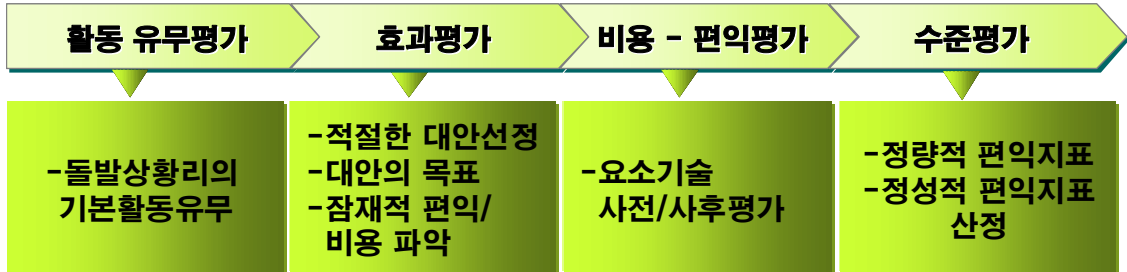 활동 유무평가
효과평가
비용 - 편익평가
수준평가
-돌발상황리의
기본활동유무
-적절한 대안선정
-대안의 목표
-잠재적 편익/
비용 파악
-요소기술
사전/사후평가
-정량적 편익지표
-정성적 편익지표
산정